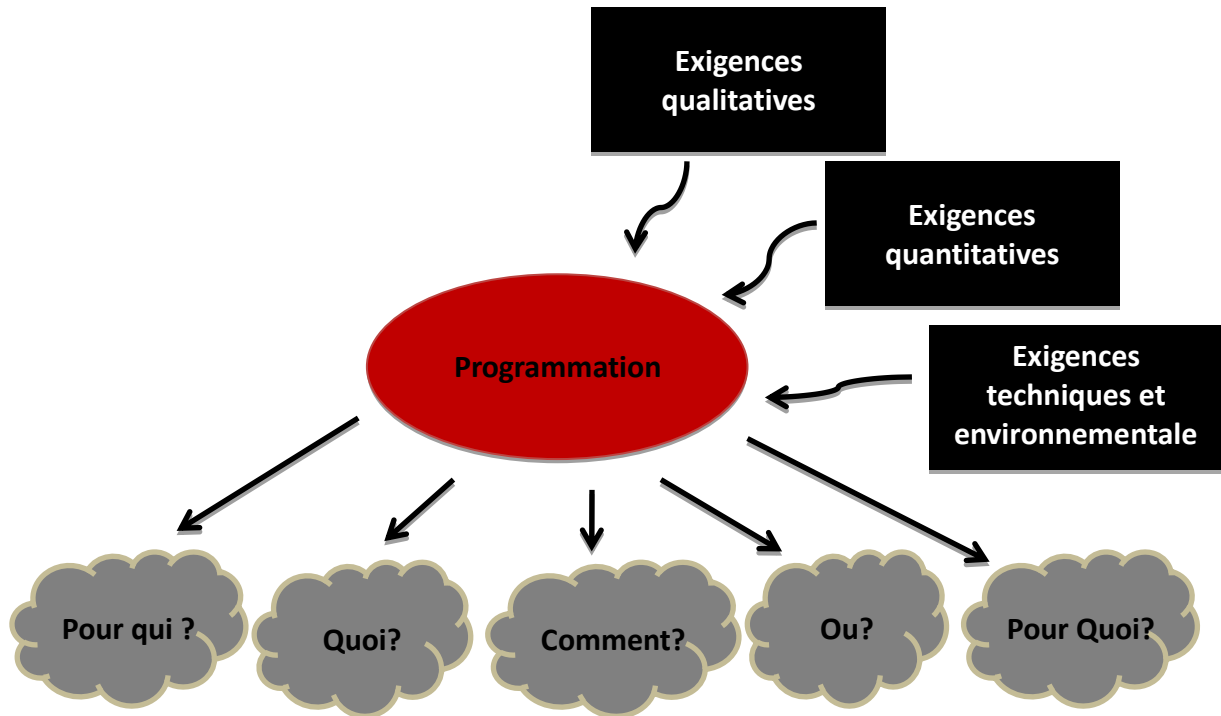 Exigences
qualitatives
Exigences
quantitatives
Programmation
Exigences
techniques et
environnementale
Pour qui ?
Quoi?
Comment?
Ou?
Pour Quoi?